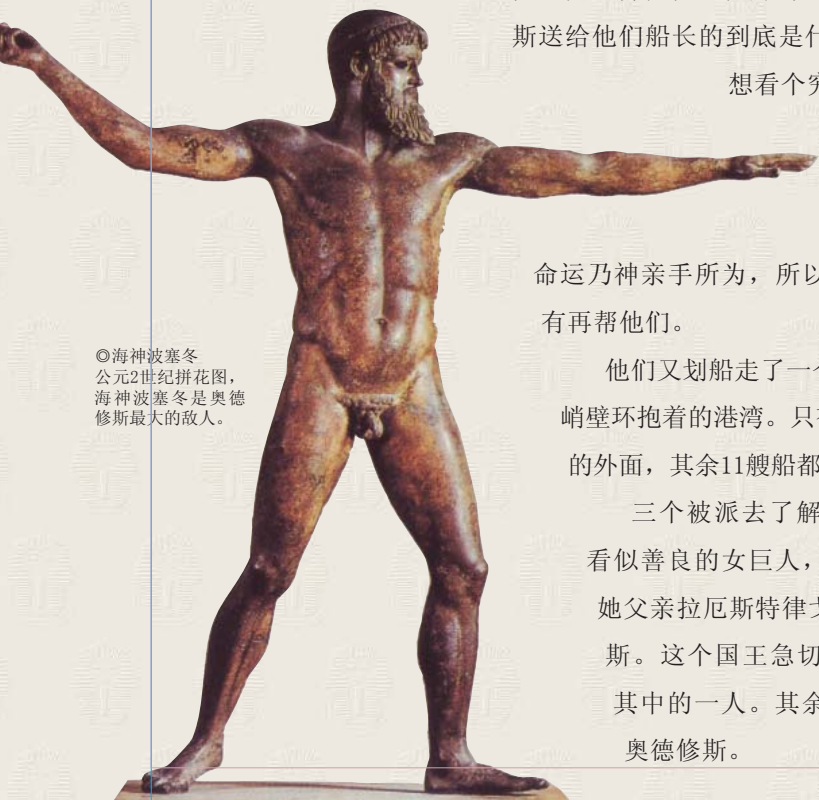 斯送给他们船长的到底是什
想看个究
◎海神波塞冬
公元2世纪拼花图，
海神波塞冬是奥德
修斯最大的敌人。
命运乃神亲手所为，所以
有再帮他们。
他们又划船走了一个
峭壁环抱着的港湾。只有
的外面，其余11艘船都
三个被派去了解
看似善良的女巨人，
她父亲拉厄斯特律戈
斯。这个国王急切
其中的一人。其余
奥德修斯。